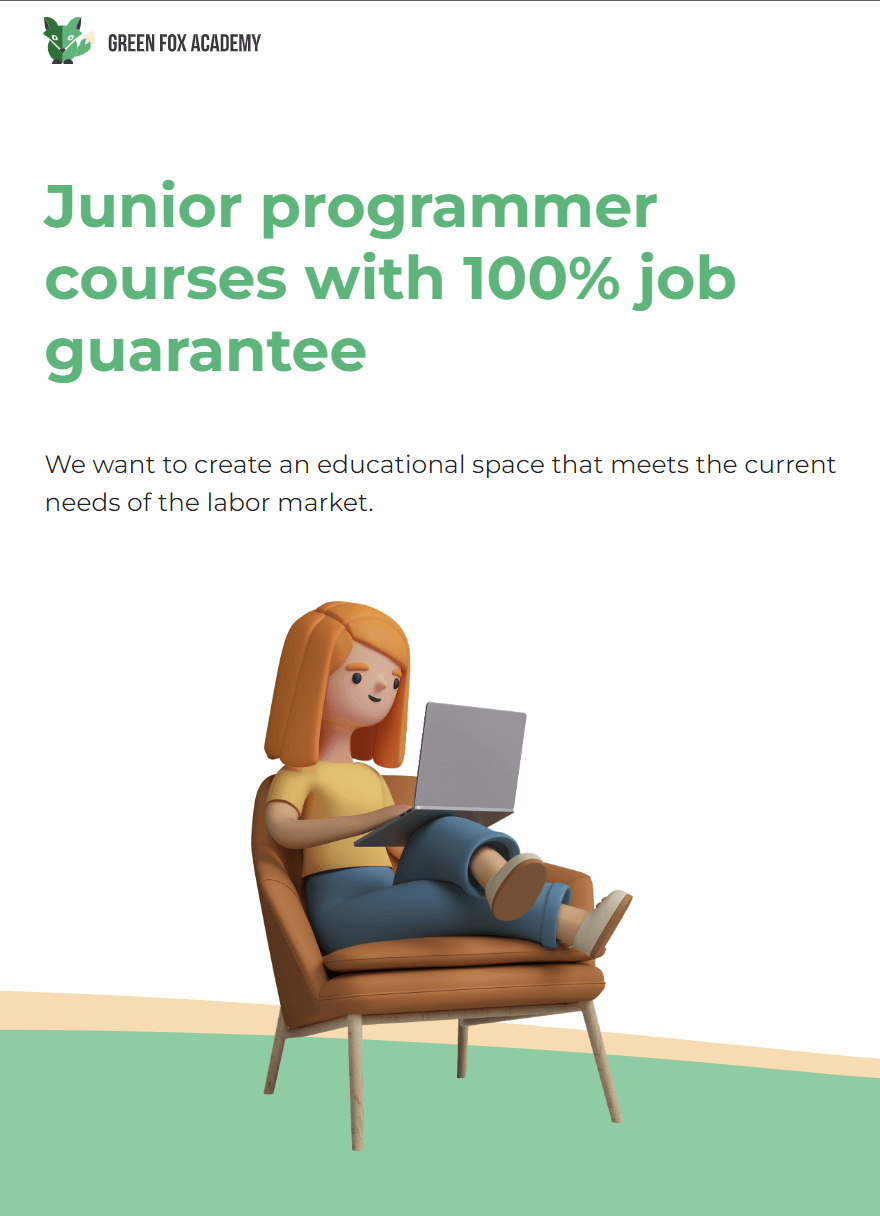 GREEN FOX ACADEMY
Junior programmer
courses with 100% job
guarantee
We want to create an educational space that meets the current
needs of the labor market.